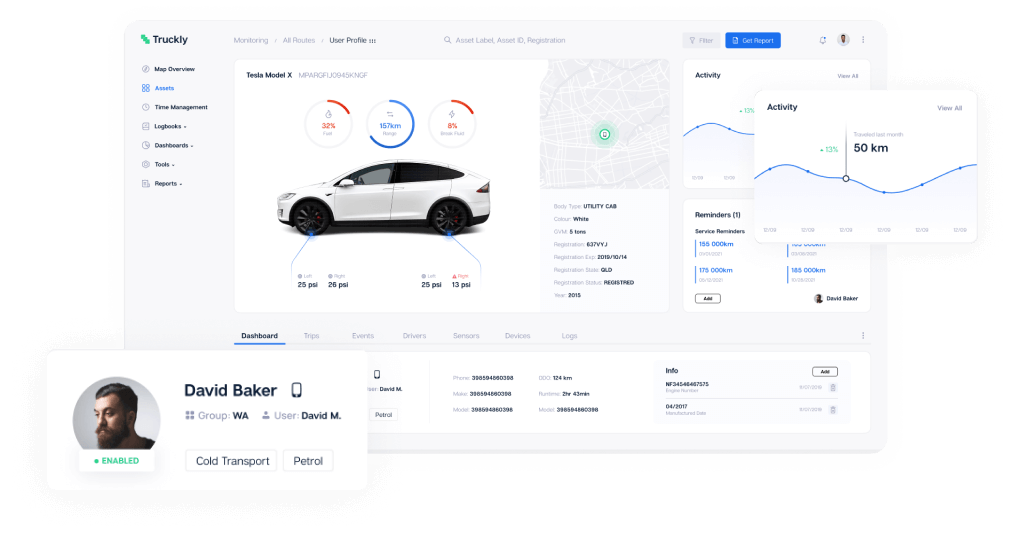 Truckly
Monitoring / All Routes / User Profile
Asset Label, Asset ID, Registration
Filter
Get Report
Map Overview
Assets
Time Management
Logbooks
Dashboards
Tools
Reports
Tesla Model X MPARGFIJ0945KNGF
32%
Fuel
157km
Range
8%
Break Fluid
Left
25 psi
Right
26 psi
Left
25 psi
Right
13 psi
Body Type: UTILITY CAB
Colour: White
GVM: 5 tons
Registration: 637VYJ
Registration Exp: 2019/10/14
Registration State: QLD
Registration Status: REGISTRED
Year: 2015
Activity
View All
13%
12/09 12/09
Activity
View All
Traveled last month
13%
50 km
12/09 12/09 12/09 12/09 12/09 12/09
Reminders (1)
Service Reminders
155 000km
175 000km
185 000km
Add
David Baker
Dashboard Trips Events Drivers Sensors Devices Logs
David M.
Petrol
Phone: 398594860398
Make: 398594860398
Model: 398594860398
124 km
Runtime: 2hr 43min
Model: 398594860398
Info
Add
NF34546467575
Engine Number
04/2017
Manufactured Date
David Baker
Group: WA User: David M.
ENABLED
Cold Transport
Petrol